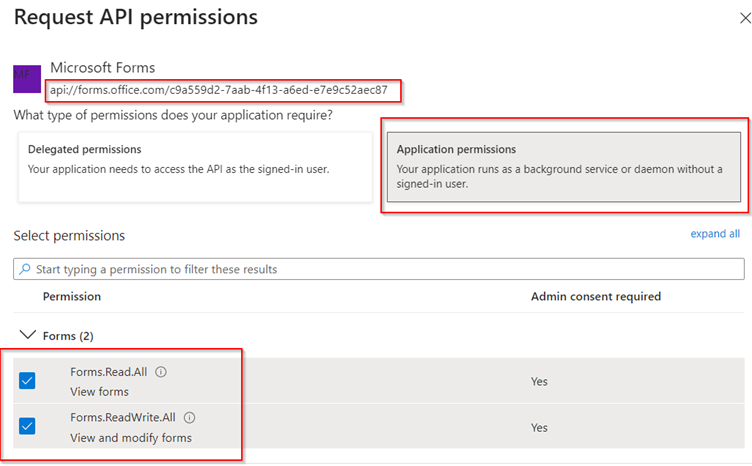 Request API permissions
MF
Microsoft Forms
api://forms.office.com/c9a559d2-7aab-4f13-a6ed-e7e9c52aec87
What type of permissions does your application require?
Delegated permissions
Your application needs to access the API as the signed-in user.
Application permissions
Your application runs as a background service or daemon without a
signed-in user.
Select permissions
expand all
Start typing a permission to filter these results
Permission
Admin consent required
Forms (2)
Forms.Read.All
View forms
Yes
Forms.ReadWrite.All
View and modify forms
Yes